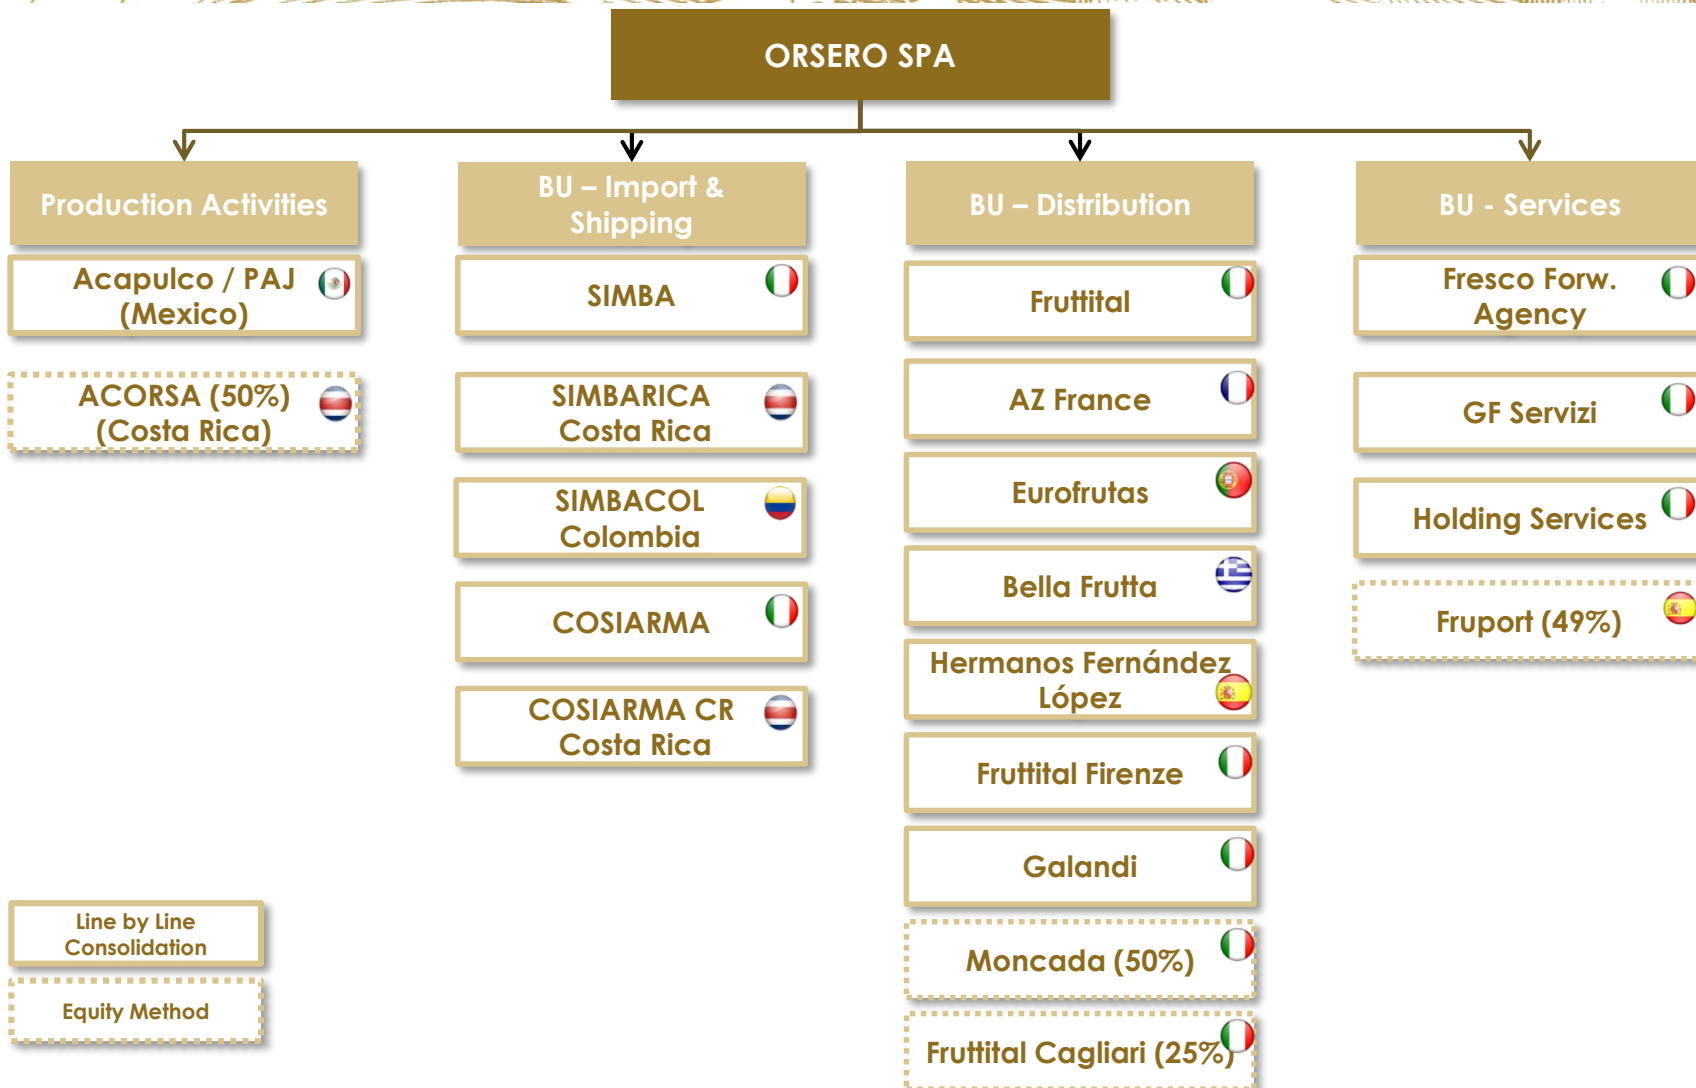 ORSERO SPA
Production Activities
Acapulco / PAJ
(Mexico)
ACORSA (50%)
(Costa Rica)
BU – Import &
Shipping
SIMBA
SIMBARICA
Costa Rica
SIMBACOL
Colombia
COSIARMA
COSIARMA CR
Costa Rica
BU – Distribution
Fruttital
AZ France
Eurofrutas
Bella Frutta
Hermanos Fernández
López
Fruttital Firenze
Galandi
Moncada (50%)
Fruttital Cagliari (25%)
BU - Services
Fresco Forw.
Agency
GF Servizi
Holding Services
Fruport (49%)
Line by Line
Consolidation
Equity Method